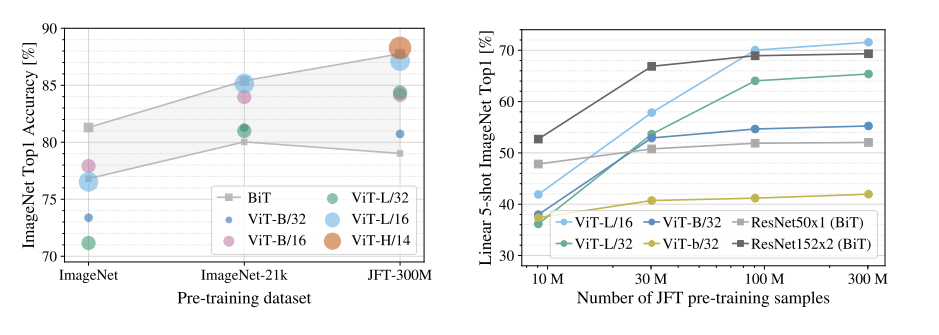 90
85
80
75
70
ImageNet Top1 Accuracy [%]
BiT
ViT-B/32
ViT-B/16
ViT-L/32
ViT-L/16
ViT-H/14
ImageNet
ImageNet-21k
JFT-300M
Pre-training dataset
70
60
50
40
30
Linear 5-shot ImageNet Top1 [%]
ViT-L/16
ViT-L/32
ViT-B/32
ViT-b/32
ResNet50x1 (BiT)
ResNet152x2 (BiT)
10 M
30 M
100 M
300 M
Number of JFT pre-training samples